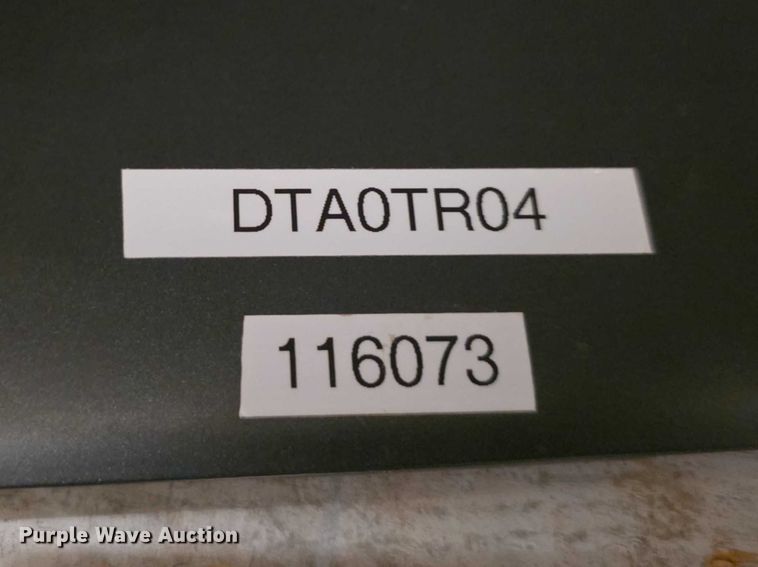 DTA0TR04
116073
Purple Wave Auction